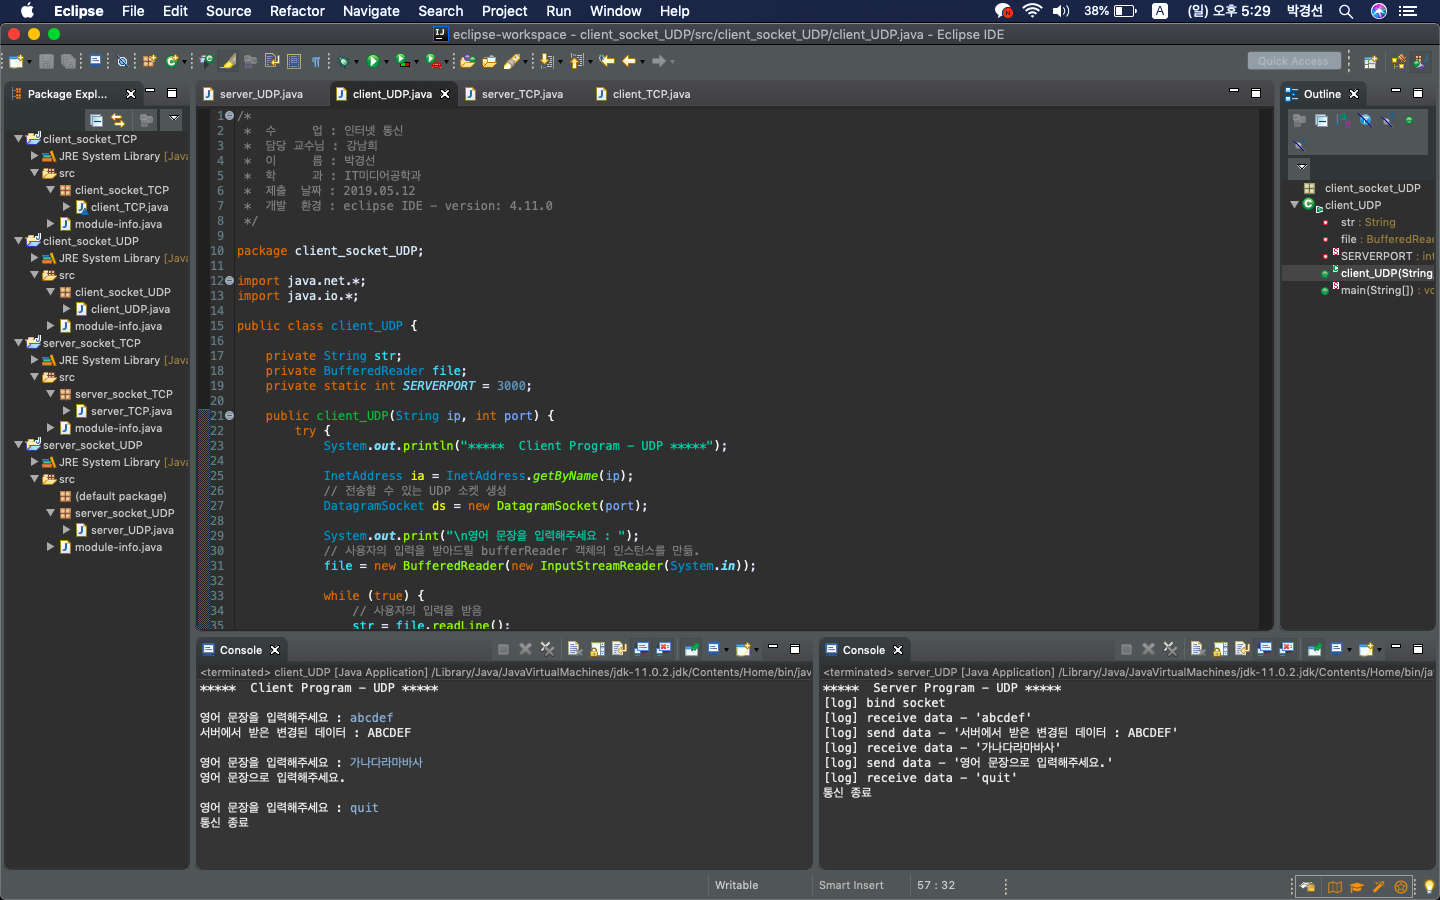 Eclipse File Edit Source Refactor Navigate Search Project Run Window Help 38% A (일) 오후 5:29 박경선
eclipse-workspace - client_socket_UDP/src/client_socket_UDP/client_UDP.java - Eclipse IDE
Quick Access
Package Expl...
client_socket_TCP
JRE System Library [Java
src
client_socket_TCP
client_TCP.java
module-info.java
client_socket_UDP
JRE System Library [Java
src
client_socket_UDP
client_UDP.java
module-info.java
server_socket_TCP
JRE System Library [Java
src
server_socket_TCP
server_TCP.java
module-info.java
server_socket_UDP
JRE System Library [Java
src
(default package)
server_socket_UDP
server_UDP.java
module-info.java
server_UDP.java client_UDP.java server_TCP.java client_TCP.java
1 /*
2 * 수 업 : 인터넷 통신
3 * 담당 교수님 : 강남희
4 * 이 름 : 박경선
5 * 학 과 : IT미디어공학과
6 * 제출 날짜 : 2019.05.12
7 * 개발 환경 : eclipse IDE - version: 4.11.0
8 */
9
10 package client_socket_UDP;
11
12 import java.net.*;
13 import java.io.*;
14
15 public class client_UDP {
16
17 private String str;
18 private BufferedReader file;
19 private static int SERVERPORT = 3000;
20
21 public client_UDP(String ip, int port) {
22 try {
23 System.out.println("***** Client Program - UDP *****");
24
25 InetAddress ia = InetAddress.getByName(ip);
26 // 전송할 수 있는 UDP 소켓 생성
27 DatagramSocket ds = new DatagramSocket(port);
28
29 System.out.print("\n영어 문장을 입력해주세요 : ");
30 // 사용자의 입력을 받아드릴 bufferReader 객체의 인스턴스를 만듦.
31 file = new BufferedReader(new InputStreamReader(System.in));
32
33 while (true) {
34 // 사용자의 입력을 받음
35 str = file.readLine();
Outline
client_socket_UDP
client_UDP
str : String
file : BufferedReac
SERVERPORT : int
client_UDP(String
main(String[]) : vo
Console
<terminated> client_UDP [Java Application] /Library/Java/JavaVirtualMachines/jdk-11.0.2.jdk/Contents/Home/bin/jav
***** Client Program - UDP *****
영어 문장을 입력해주세요 : abcdef
서버에서 받은 변경된 데이터 : ABCDEF
영어 문장을 입력해주세요 : 가나다라마바사
영어 문장으로 입력해주세요.
영어 문장을 입력해주세요 : quit
통신 종료
Console
<terminated> server_UDP [Java Application] /Library/Java/JavaVirtualMachines/jdk-11.0.2.jdk/Contents/Home/bin/jav
***** Server Program - UDP *****
[log] bind socket
[log] receive data - 'abcdef'
[log] send data - '서버에서 받은 변경된 데이터 : ABCDEF'
[log] receive data - '가나다라마바사'
[log] send data - '영어 문장으로 입력해주세요.'
[log] receive data - 'quit'
통신 종료
Writable Smart Insert 57 : 32